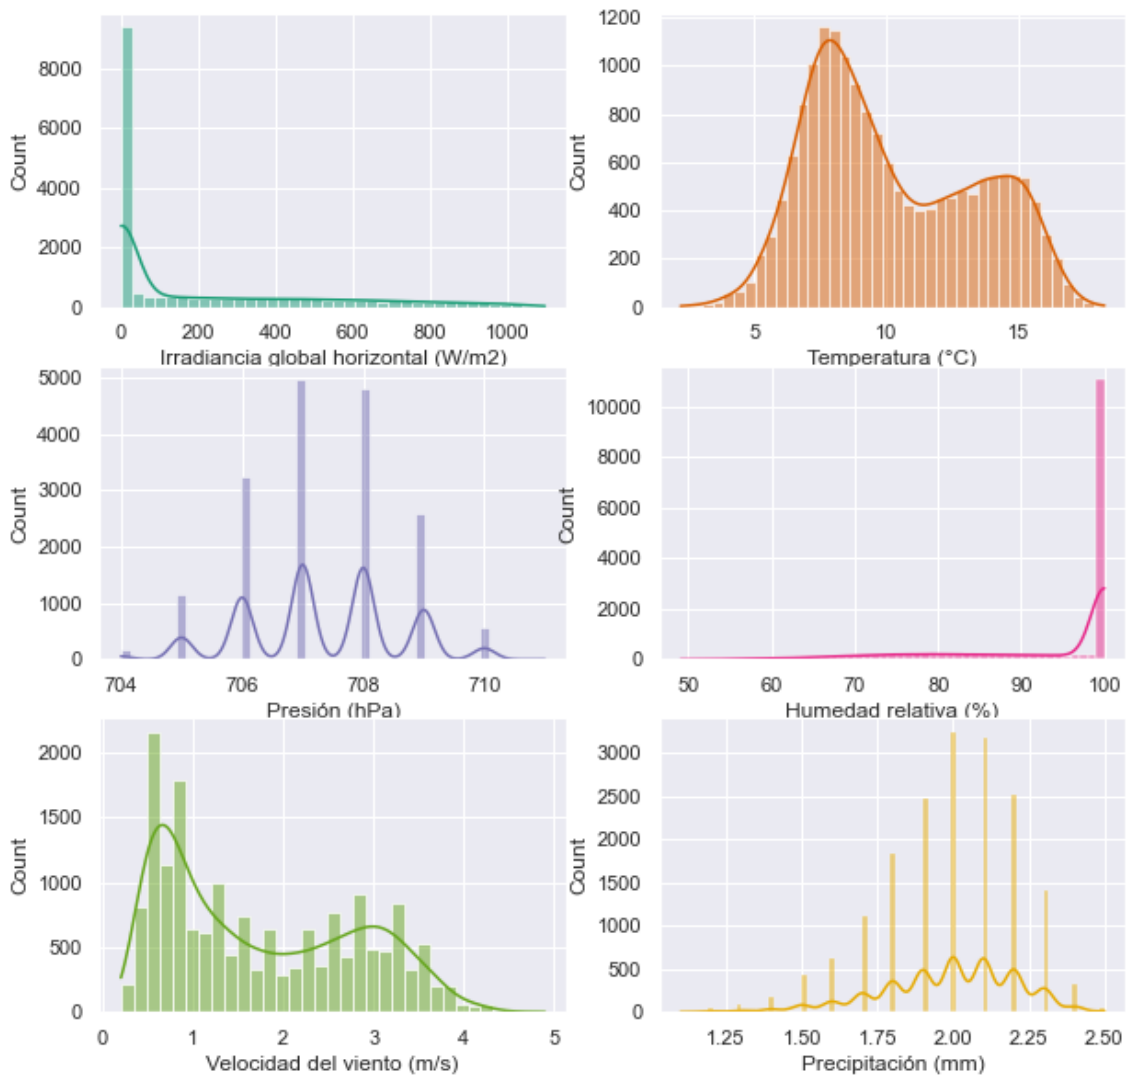 8000
6000
4000
2000
0
Count
0 200 400 600 800 1000
Irradiancia global horizontal (W/m2)
1200
1000
800
600
400
200
0
Count
5 10 15
Temperatura (°C)
5000
4000
3000
2000
1000
0
Count
704 706 708 710
Presión (hPa)
10000
8000
6000
4000
2000
0
Count
50 60 70 80 90 100
Humedad relativa (%)
2000
1500
1000
500
0
Count
0 1 2 3 4 5
Velocidad del viento (m/s)
3000
2500
2000
1500
1000
500
0
Count
1.25 1.50 1.75 2.00 2.25 2.50
Precipitación (mm)